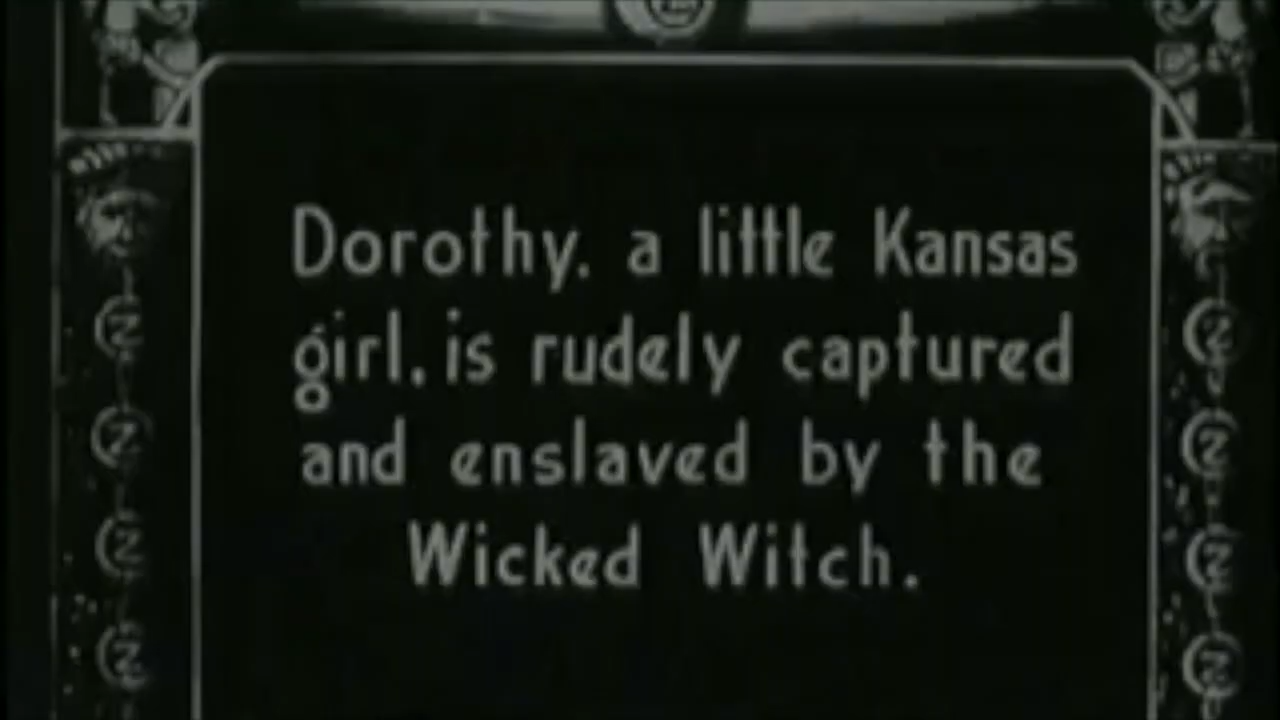 Dorothy, a little Kansas
girl, is rudely captured
and enslaved by the
Wicked Witch.